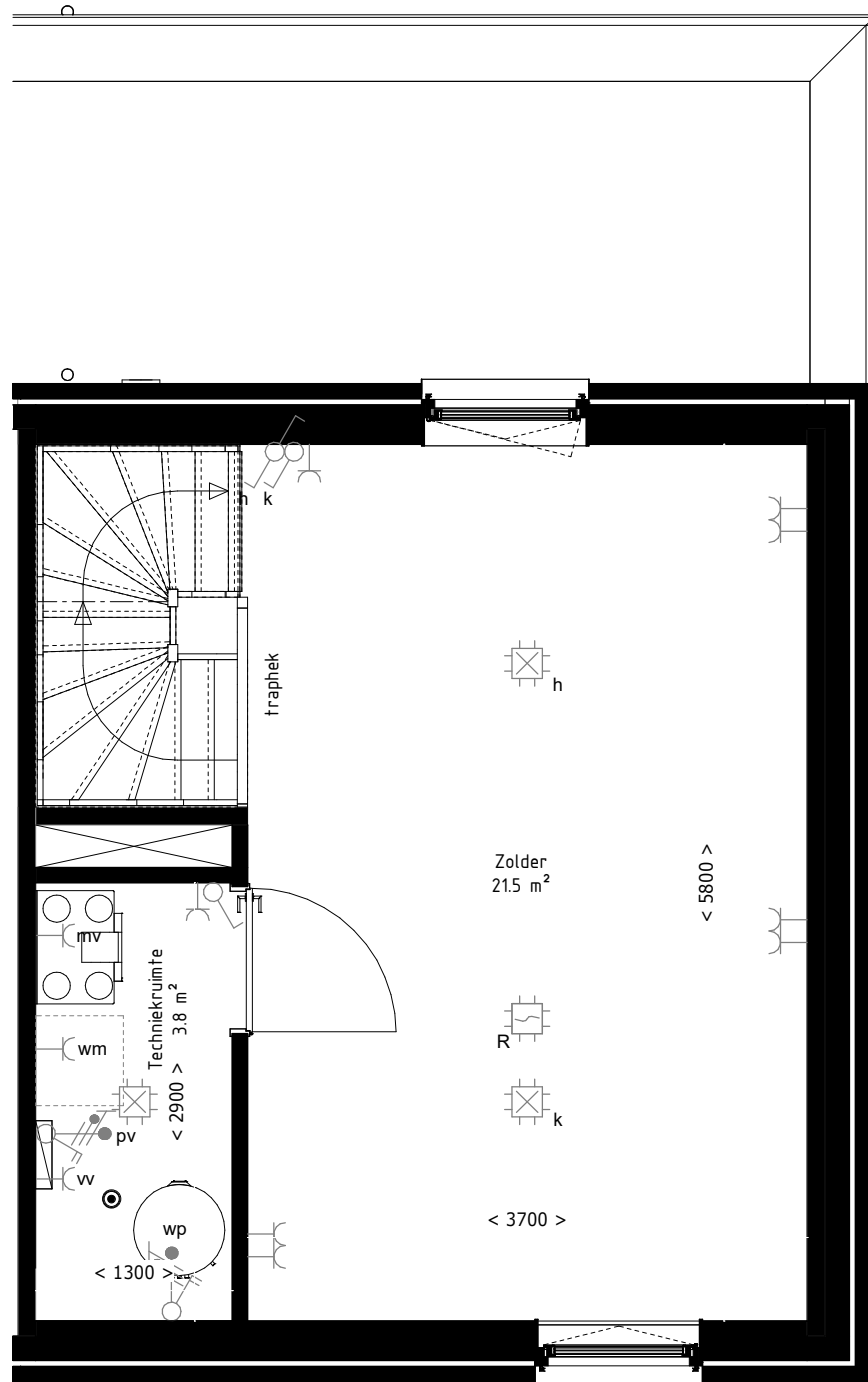 h k
traphek
h
Zolder
21.5 m²
< 5800 >
mv
Techniekruimte
3.8 m²
< 2900 >
wm
R
k
pv
vv
wp
< 3700 >
< 1300 >